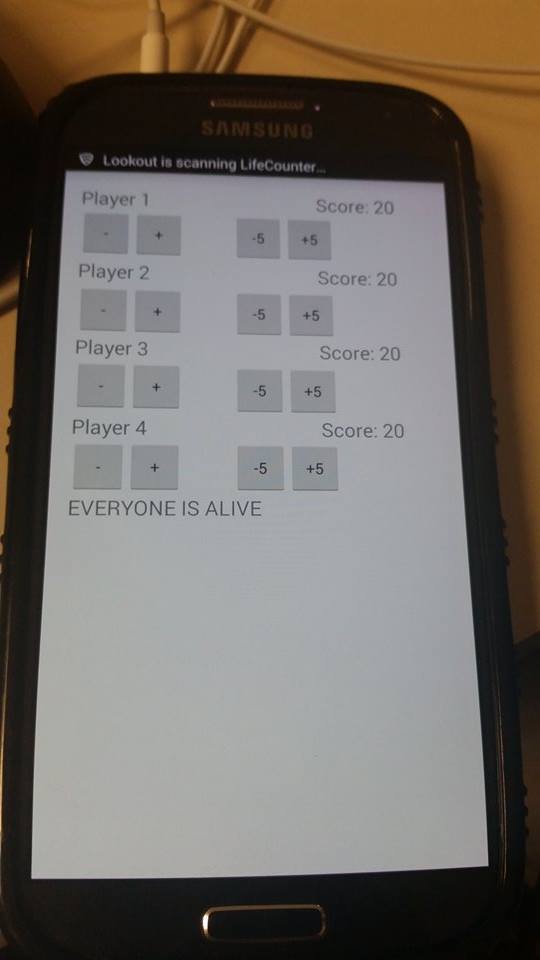 SAMSUNG
Lookout is scanning LifeCounter...
Player 1
Score: 20
- + -5 +5
Player 2
Score: 20
- + -5 +5
Player 3
Score: 20
- + -5 +5
Player 4
Score: 20
- + -5 +5
EVERYONE IS ALIVE